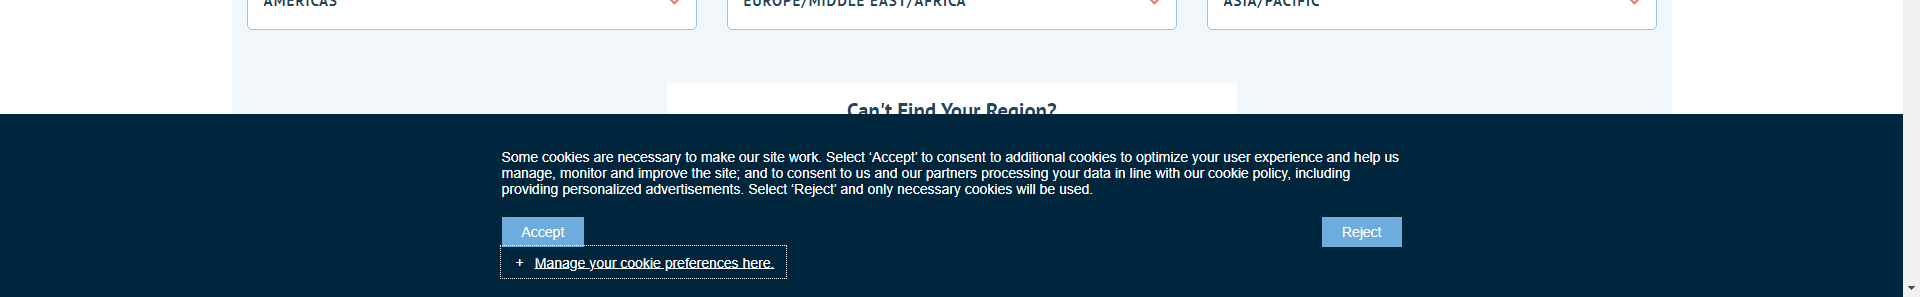 AMERICAS
EUROPE/MIDDLE EAST/AFRICA
ASIA/PACIFIC
Can't Find Your Region?
Some cookies are necessary to make our site work. Select ‘Accept’ to consent to additional cookies to optimize your user experience and help us
manage, monitor and improve the site; and to consent to us and our partners processing your data in line with our cookie policy, including
providing personalized advertisements. Select ‘Reject’ and only necessary cookies will be used.
Accept
Reject
+ Manage your cookie preferences here.